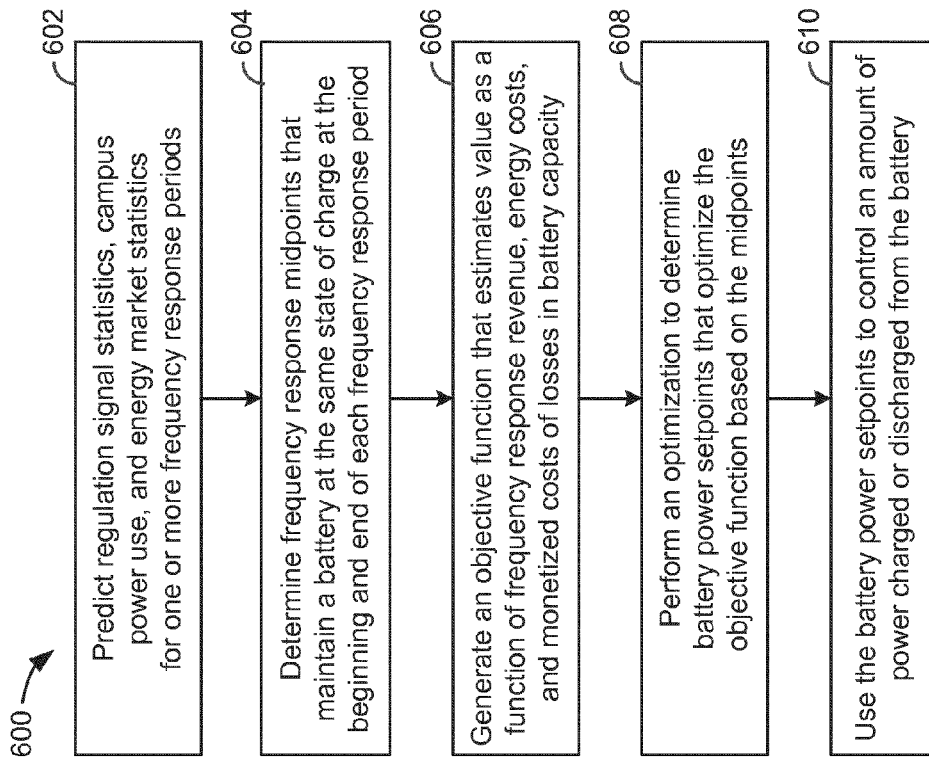 600
602
Predict regulation signal statistics, campus
power use, and energy market statistics
for one or more frequency response periods
604
Determine frequency response midpoints that
maintain a battery at the same state of charge at the
beginning and end of each frequency response period
606
Generate an objective function that estimates value as a
function of frequency response revenue, energy costs,
and monetized costs of losses in battery capacity
608
Perform an optimization to determine
battery power setpoints that optimize the
objective function based on the midpoints
610
Use the battery power setpoints to control an amount of
power charged or discharged from the battery